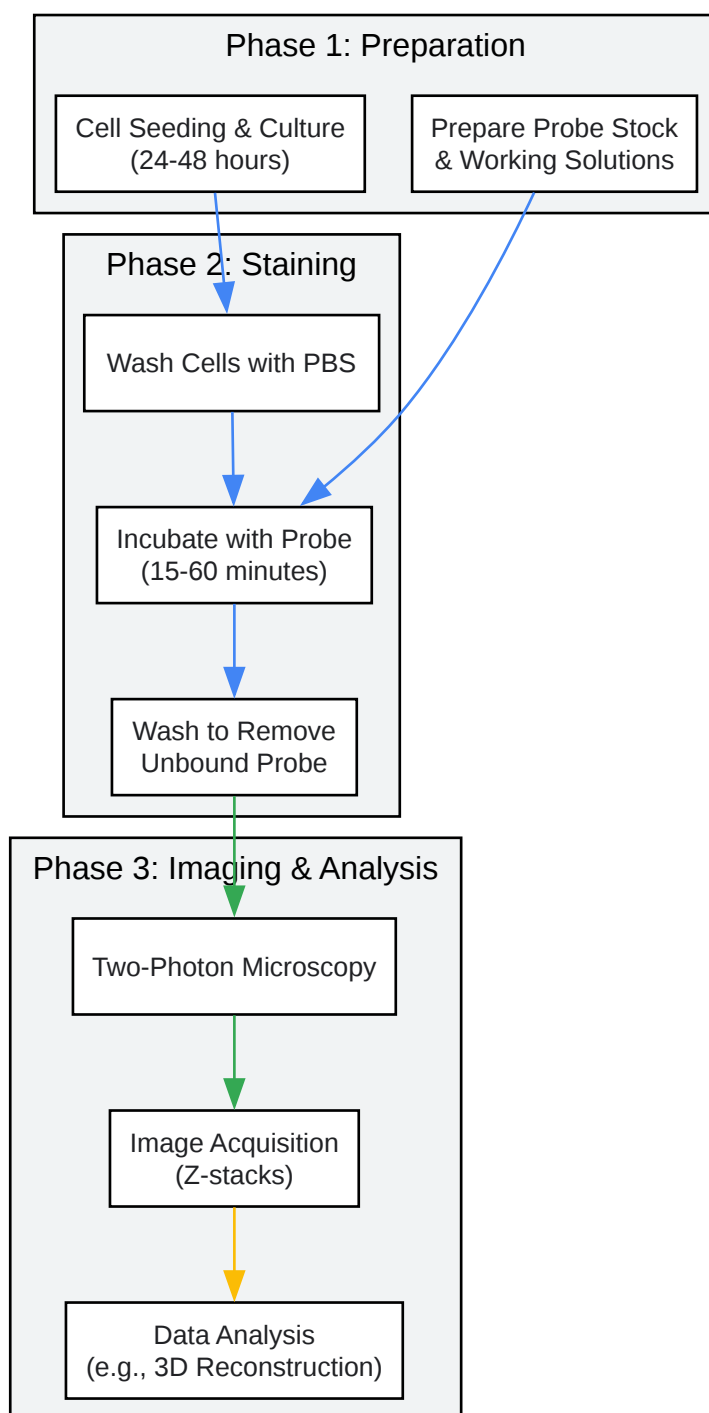 Phase 1: Preparation
Cell Seeding & Culture
(24-48 hours)
Prepare Probe Stock
& Working Solutions
Phase 2: Staining
Wash Cells with PBS
Incubate with Probe
(15-60 minutes)
Wash to Remove
Unbound Probe
Phase 3: Imaging & Analysis
Two-Photon Microscopy
Image Acquisition
(Z-stacks)
Data Analysis
(e.g., 3D Reconstruction)